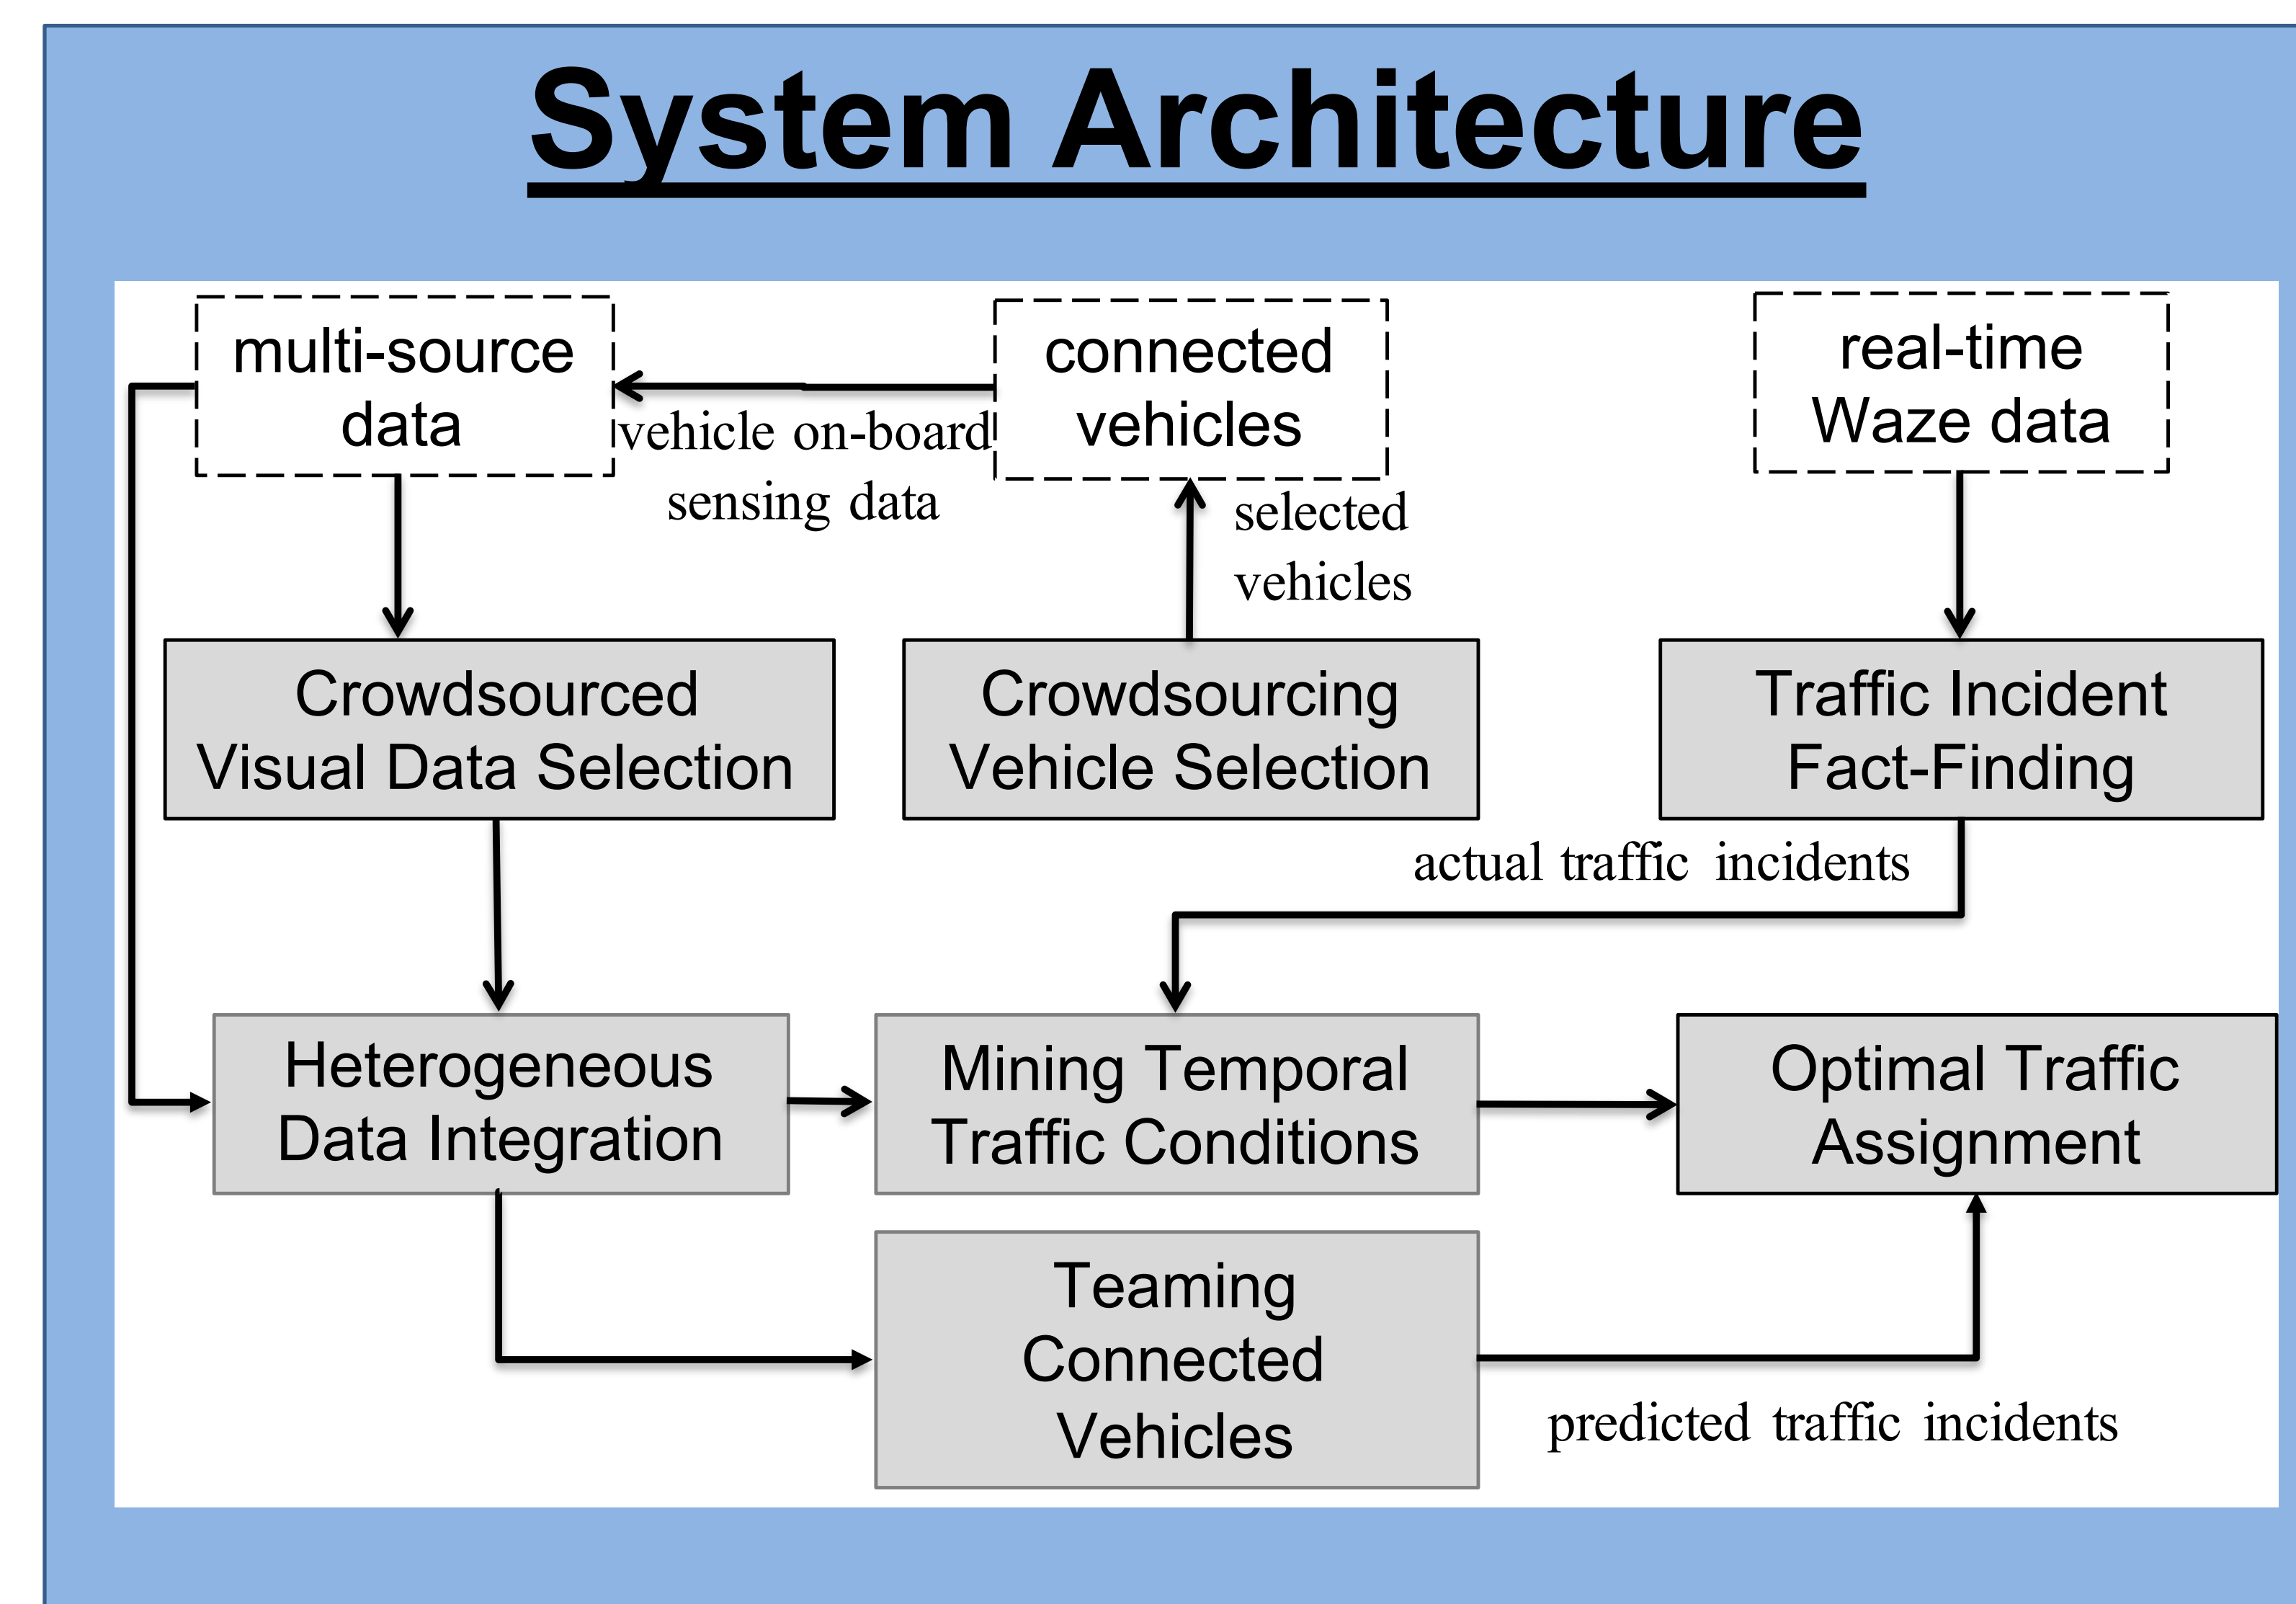 System Architecture
multi-source
data
vehicle on-board
sensing data
connected
vehicles
selected
vehicles
real-time
Waze data
Crowdsourced
Visual Data Selection
Crowdsourcing
Vehicle Selection
Traffic Incident
Fact-Finding
actual traffic incidents
Heterogeneous
Data Integration
Mining Temporal
Traffic Conditions
Optimal Traffic
Assignment
Teaming
Connected
Vehicles
predicted traffic incidents